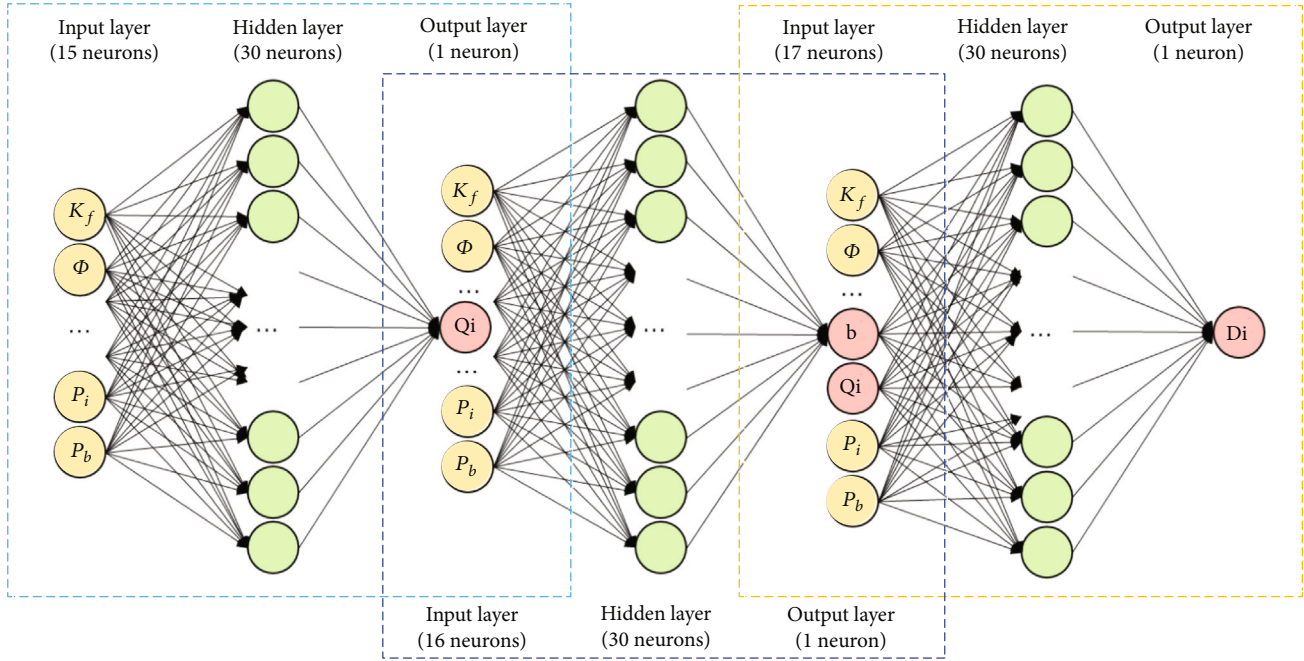 Input layer
(15 neurons)
Hidden layer
(30 neurons)
Output layer
(1 neuron)
Input layer
(17 neurons)
Hidden layer
(30 neurons)
Output layer
(1 neuron)
K_f
Φ
...
P_i
P_b
...
K_f
Φ
...
Qi
...
P_i
P_b
...
K_f
Φ
...
b
Qi
P_i
P_b
...
Di
Input layer
(16 neurons)
Hidden layer
(30 neurons)
Output layer
(1 neuron)